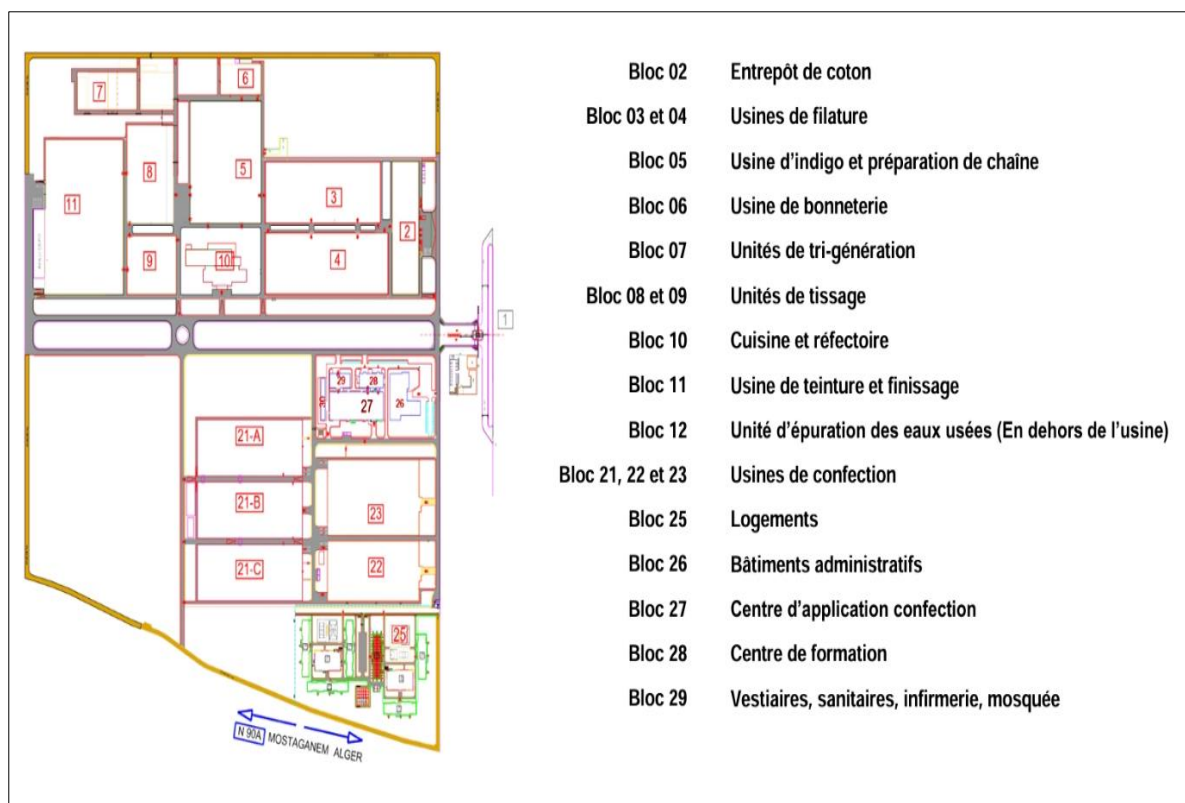 6
7
8
5
3
11
2
9
10
4
1
29
28
30
27
26
21-A
21-B
23
21-C
22
25
N 90A MOSTAGANEM ALGER
Bloc 02 Entrepôt de coton
Bloc 03 et 04 Usines de filature
Bloc 05 Usine d’indigo et préparation de chaîne
Bloc 06 Usine de bonneterie
Bloc 07 Unités de tri-génération
Bloc 08 et 09 Unités de tissage
Bloc 10 Cuisine et réfectoire
Bloc 11 Usine de teinture et finissage
Bloc 12 Unité d’épuration des eaux usées (En dehors de l’usine)
Bloc 21, 22 et 23 Usines de confection
Bloc 25 Logements
Bloc 26 Bâtiments administratifs
Bloc 27 Centre d’application confection
Bloc 28 Centre de formation
Bloc 29 Vestiaires, sanitaires, infirmerie, mosquée